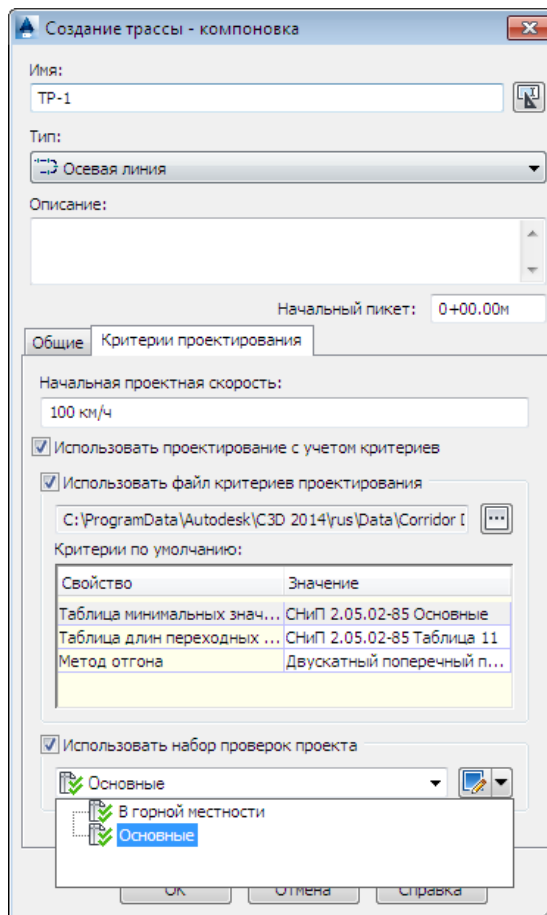 Создание трассы - компоновка
Имя:
ТР-1
Тип:
Осевая линия
Описание:
Начальный пикет: 0+00.00м
Общие Критерии проектирования
Начальная проектная скорость:
100 км/ч
Использовать проектирование с учетом критериев
Использовать файл критериев проектирования
C:\ProgramData\Autodesk\C3D 2014\rus\Data\Corridor
Критерии по умолчанию:
Свойство Значение
Таблица минимальных знач... СНиП 2.05.02-85 Основные
Таблица длин переходных ... СНиП 2.05.02-85 Таблица 11
Метод отгона Двускатный поперечный п...
Использовать набор проверок проекта
Основные
В горной местности
Основные
ОК Отмена Справка